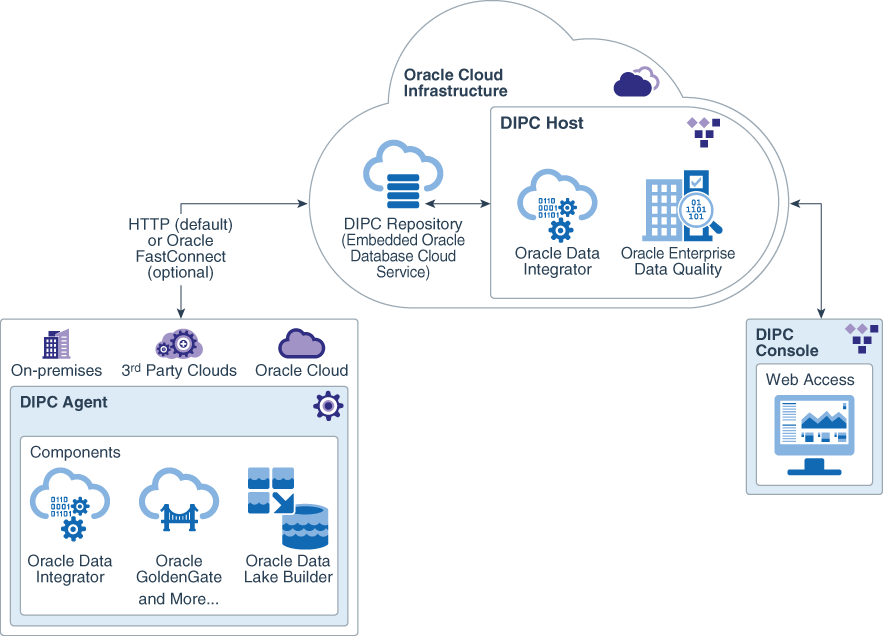 Oracle Cloud
Infrastructure
DIPC Host
0110
0001
01101
01
1101
101
DIPC Repository
(Embedded Oracle
Database Cloud
Service)
Oracle Data
Integrator
Oracle Enterprise
Data Quality
HTTP (default)
or Oracle
FastConnect
(optional)
On-premises
3rd Party Clouds
Oracle Cloud
DIPC Agent
Components
0110
0001
01101
Oracle Data
Integrator
Oracle
GoldenGate
Oracle Data
Lake Builder
and More...
DIPC
Console
Web Access